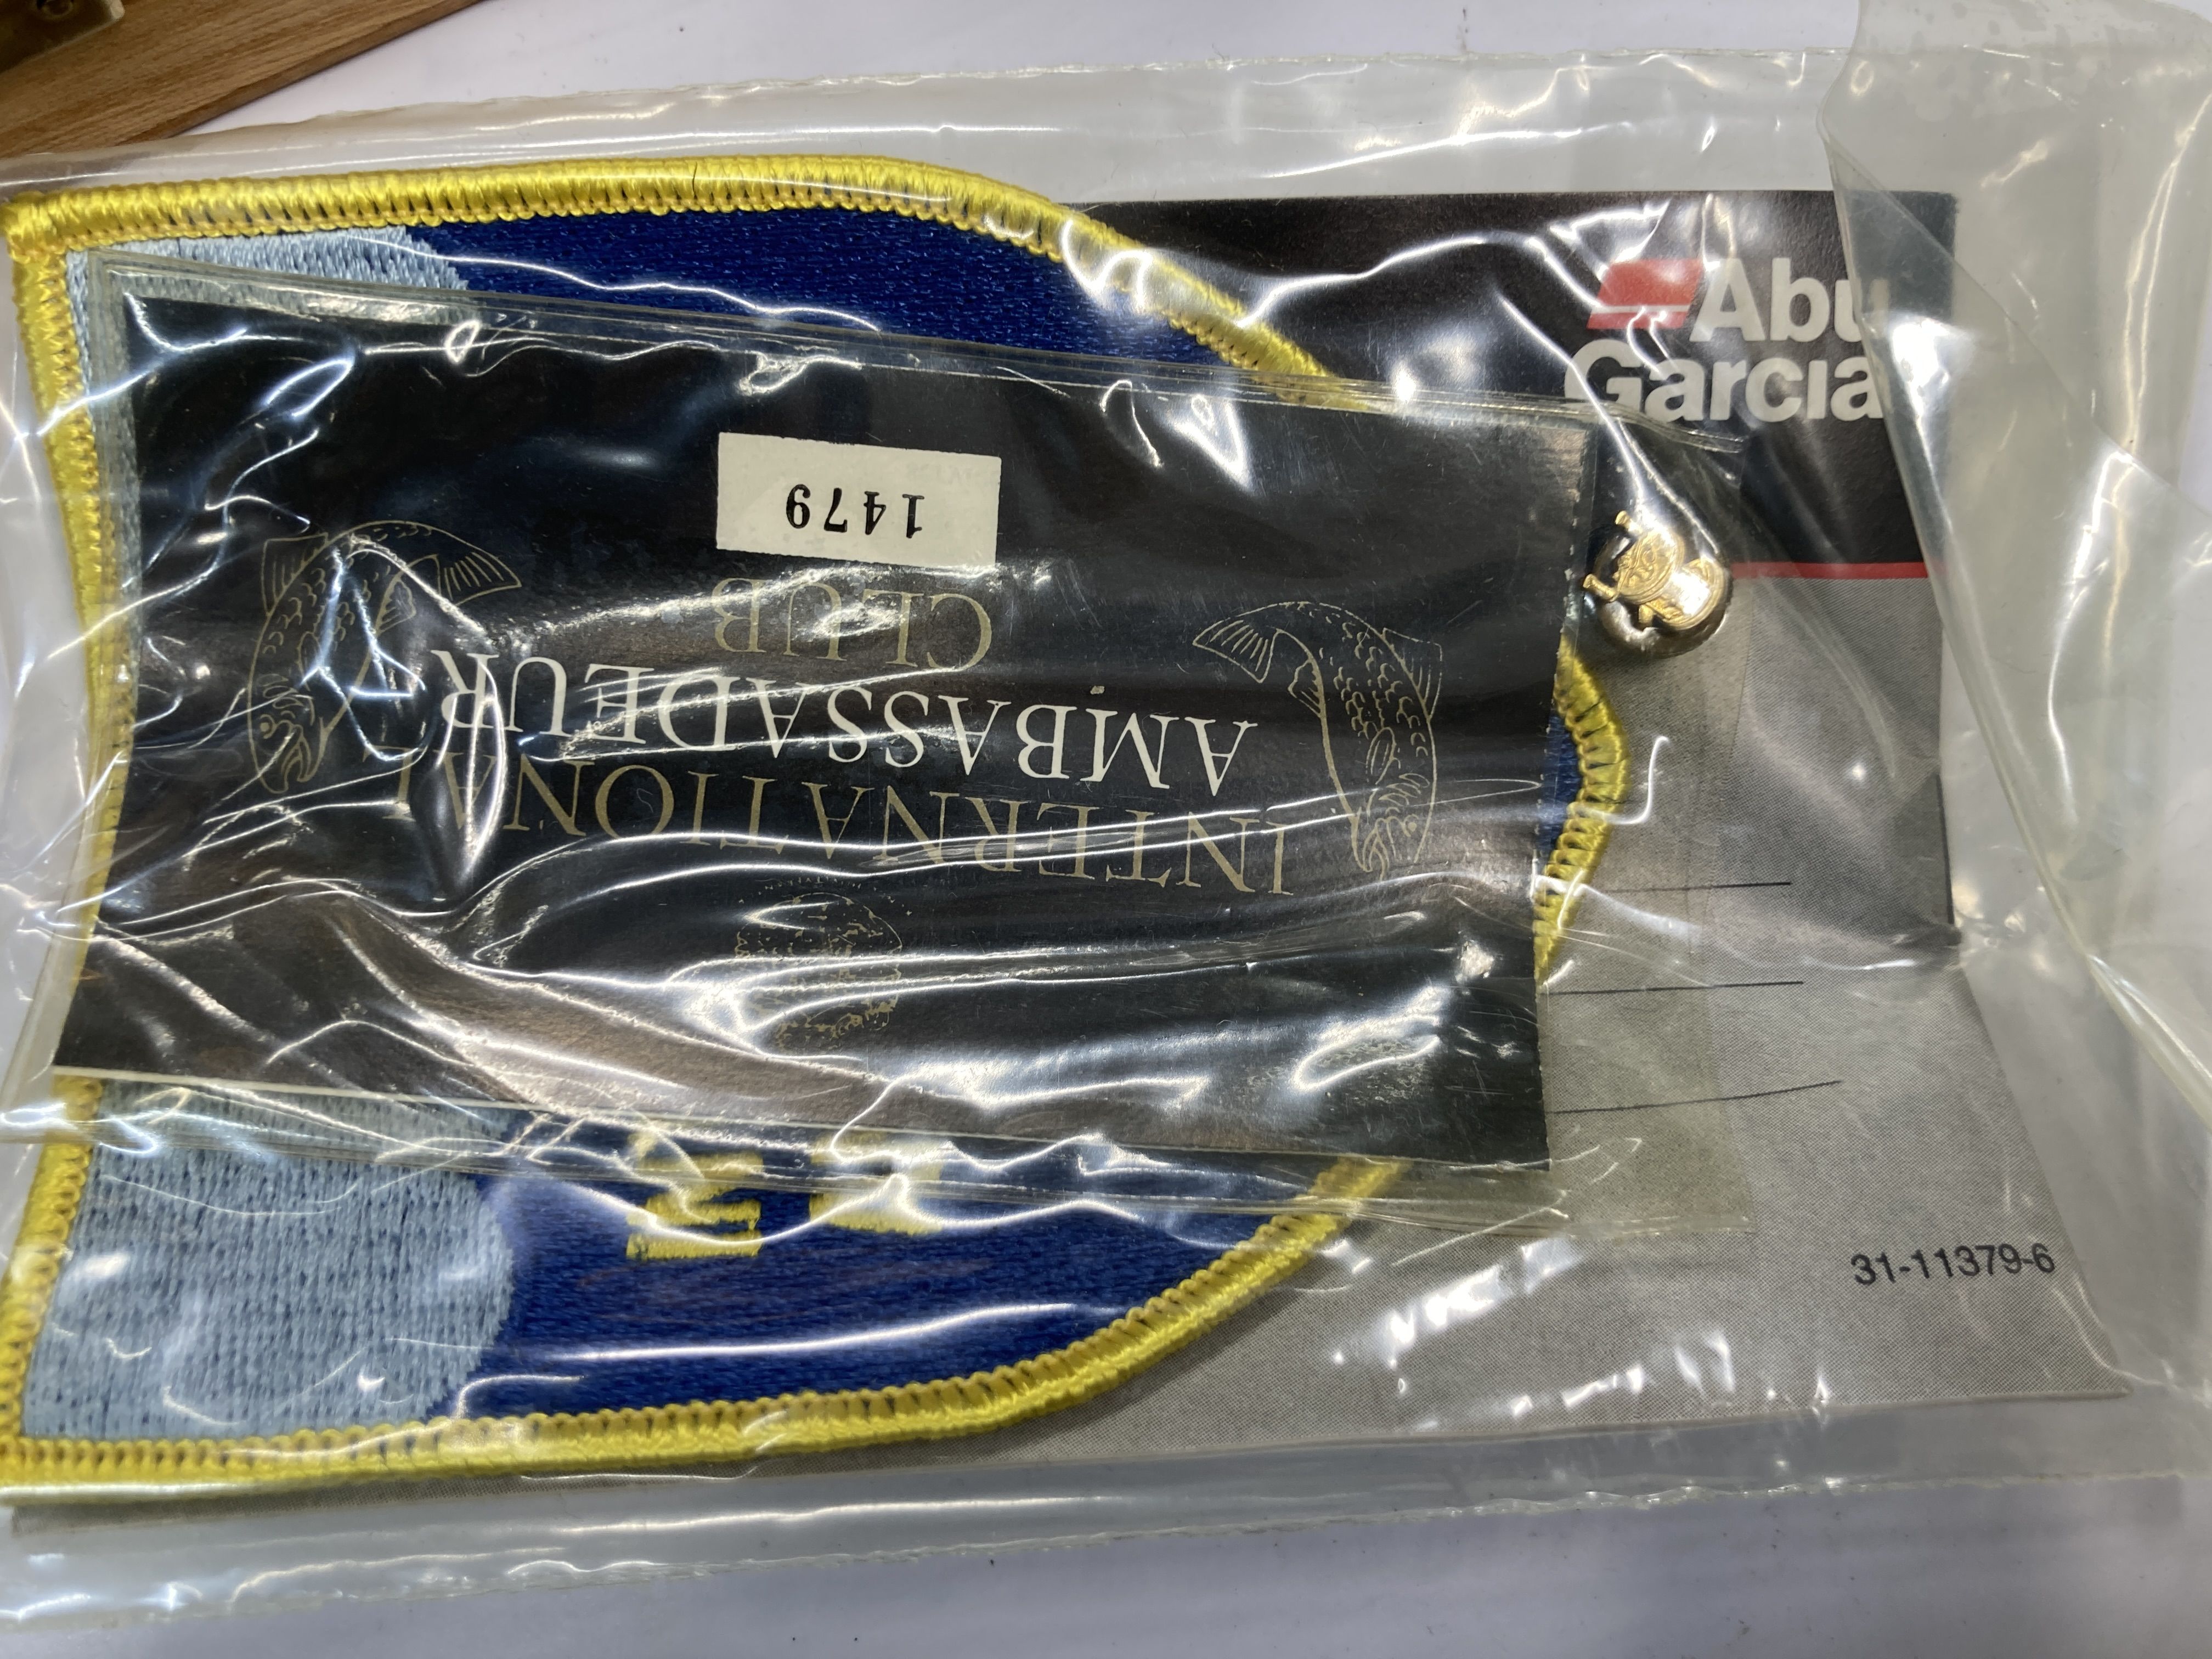 Abu
Garcia
INTERNATIONAL
AMBASSADEUR
CLUB
1479
31-11379-6